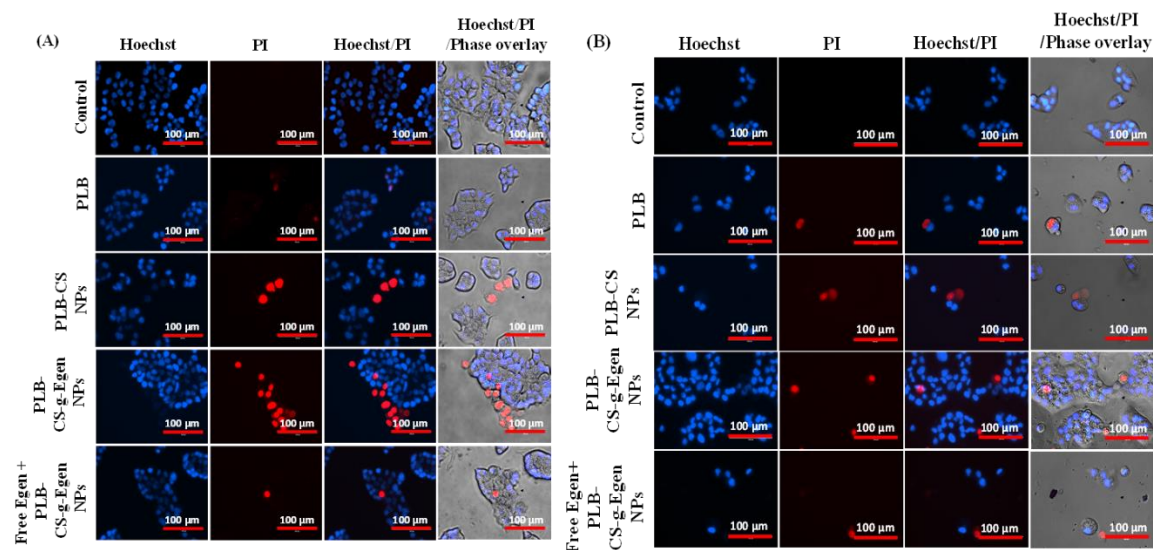 (A)
Hoechst PI Hoechst/PI Hoechst/PI
/Phase overlay
Control
100 µm 100 µm 100 µm 100 µm
PLB
100 µm 100 µm 100 µm 100 µm
PLB-CS
NPs
100 µm 100 µm 100 µm 100 µm
PLB-
CS-g-Egen
NPs
100 µm 100 µm 100 µm 100 µm
Free Egen +
PLB-
CS-g-Egen
NPs
100 µm 100 µm 100 µm 100 µm
(B)
Hoechst PI Hoechst/PI Hoechst/PI
/Phase overlay
Control
100 µm 100 µm 100 µm 100 µm
PLB
100 µm 100 µm 100 µm 100 µm
PLB-CS
NPs
100 µm 100 µm 100 µm 100 µm
PLB-
CS-g-Egen
NPs
100 µm 100 µm 100 µm 100 µm
Free Egen+
PLB-
CS-g-Egen
NPs
100 µm 100 µm 100 µm 100 µm